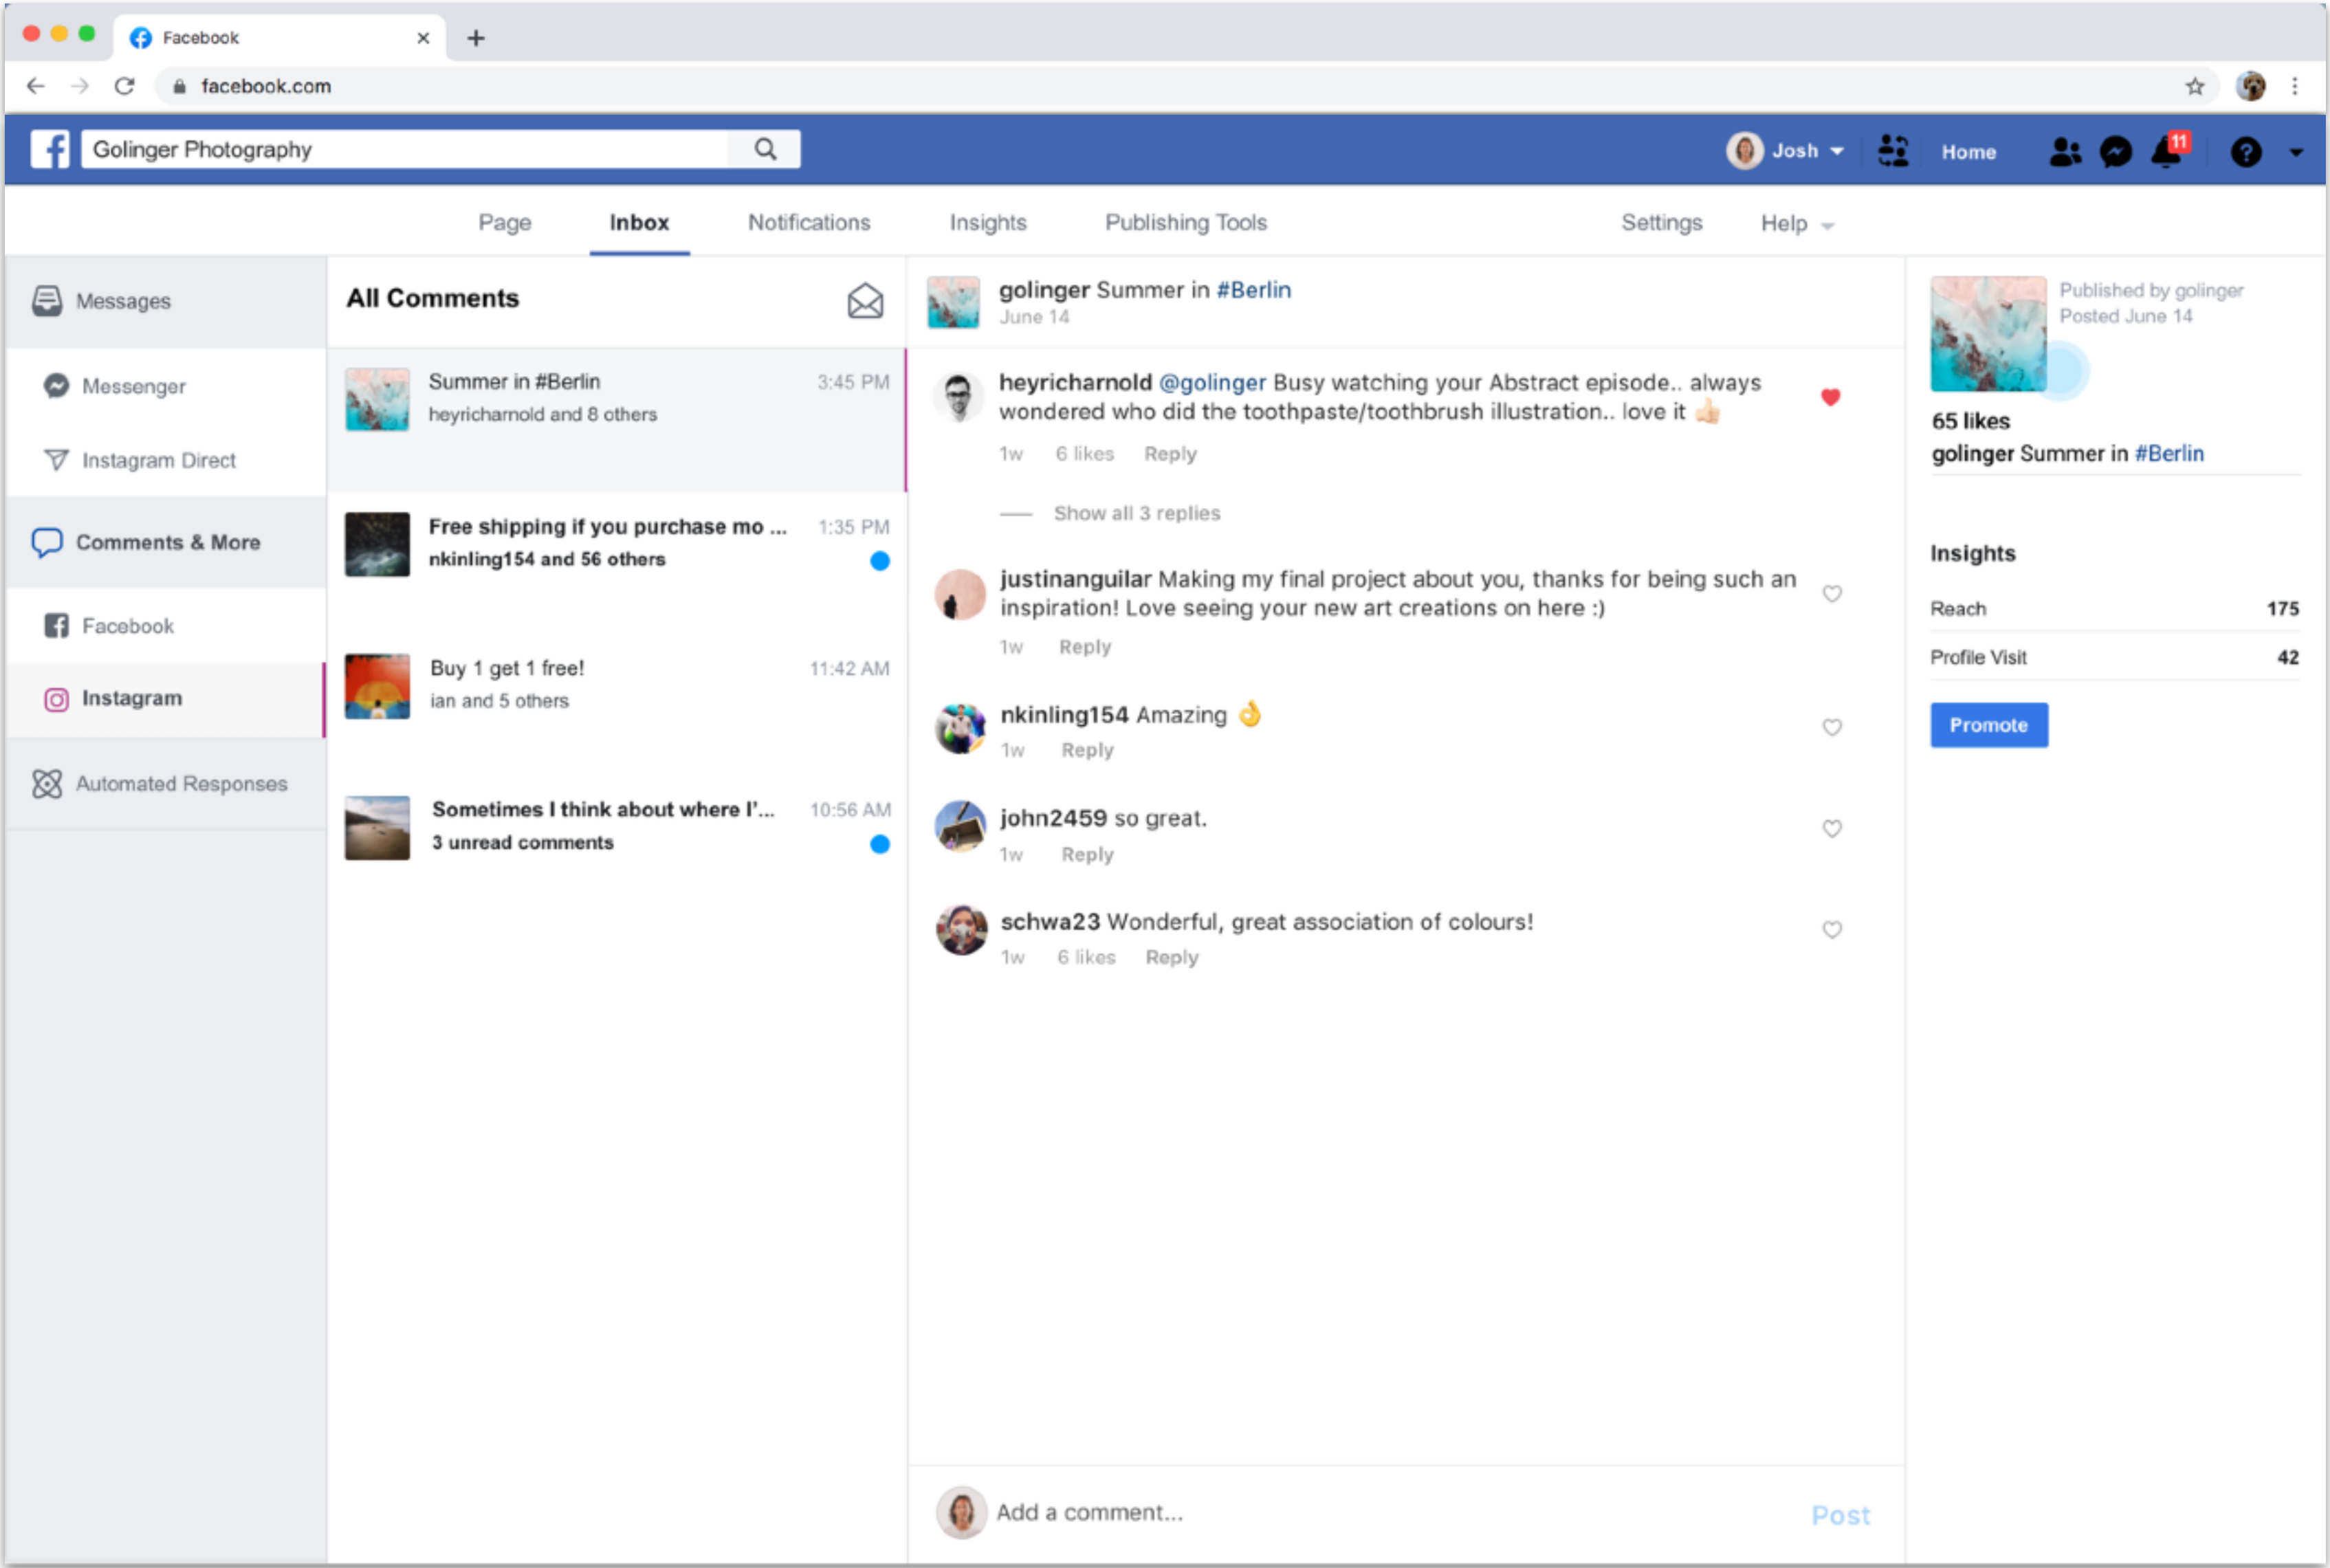 Facebook
facebook.com
Golinger Photography
Josh
Home
11
Page
Inbox
Notifications
Insights
Publishing Tools
Settings
Help
Messages
Messenger
Instagram Direct
Comments & More
Facebook
Instagram
Automated Responses
All Comments
Summer in #Berlin
3:45 PM
heyricharnold and 8 others
Free shipping if you purchase mo ...
1:35 PM
nkinling154 and 56 others
Buy 1 get 1 free!
11:42 AM
ian and 5 others
Sometimes I think about where I'...
10:56 AM
3 unread comments
golinger Summer in #Berlin
June 14
heyricharnold @golinger Busy watching your Abstract episode.. always
wondered who did the toothpaste/toothbrush illustration.. love it 👍🏻
1w 6 likes Reply
Show all 3 replies
justinanguilar Making my final project about you, thanks for being such an
inspiration! Love seeing your new art creations on here :)
1w Reply
nkinling154 Amazing 👌
1w Reply
john2459 so great.
1w Reply
schwa23 Wonderful, great association of colours!
1w 6 likes Reply
Add a comment...
Post
Published by golinger
Posted June 14
65 likes
golinger Summer in #Berlin
Insights
Reach 175
Profile Visit 42
Promote